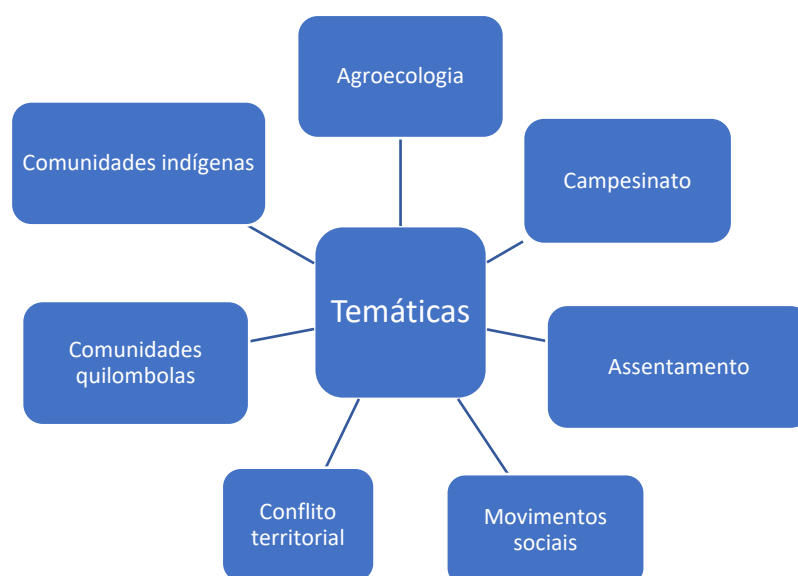 Agroecologia
Comunidades indígenas
Campesinato
Temáticas
Comunidades
quilombolas
Assentamento
Conflito
territorial
Movimentos
sociais